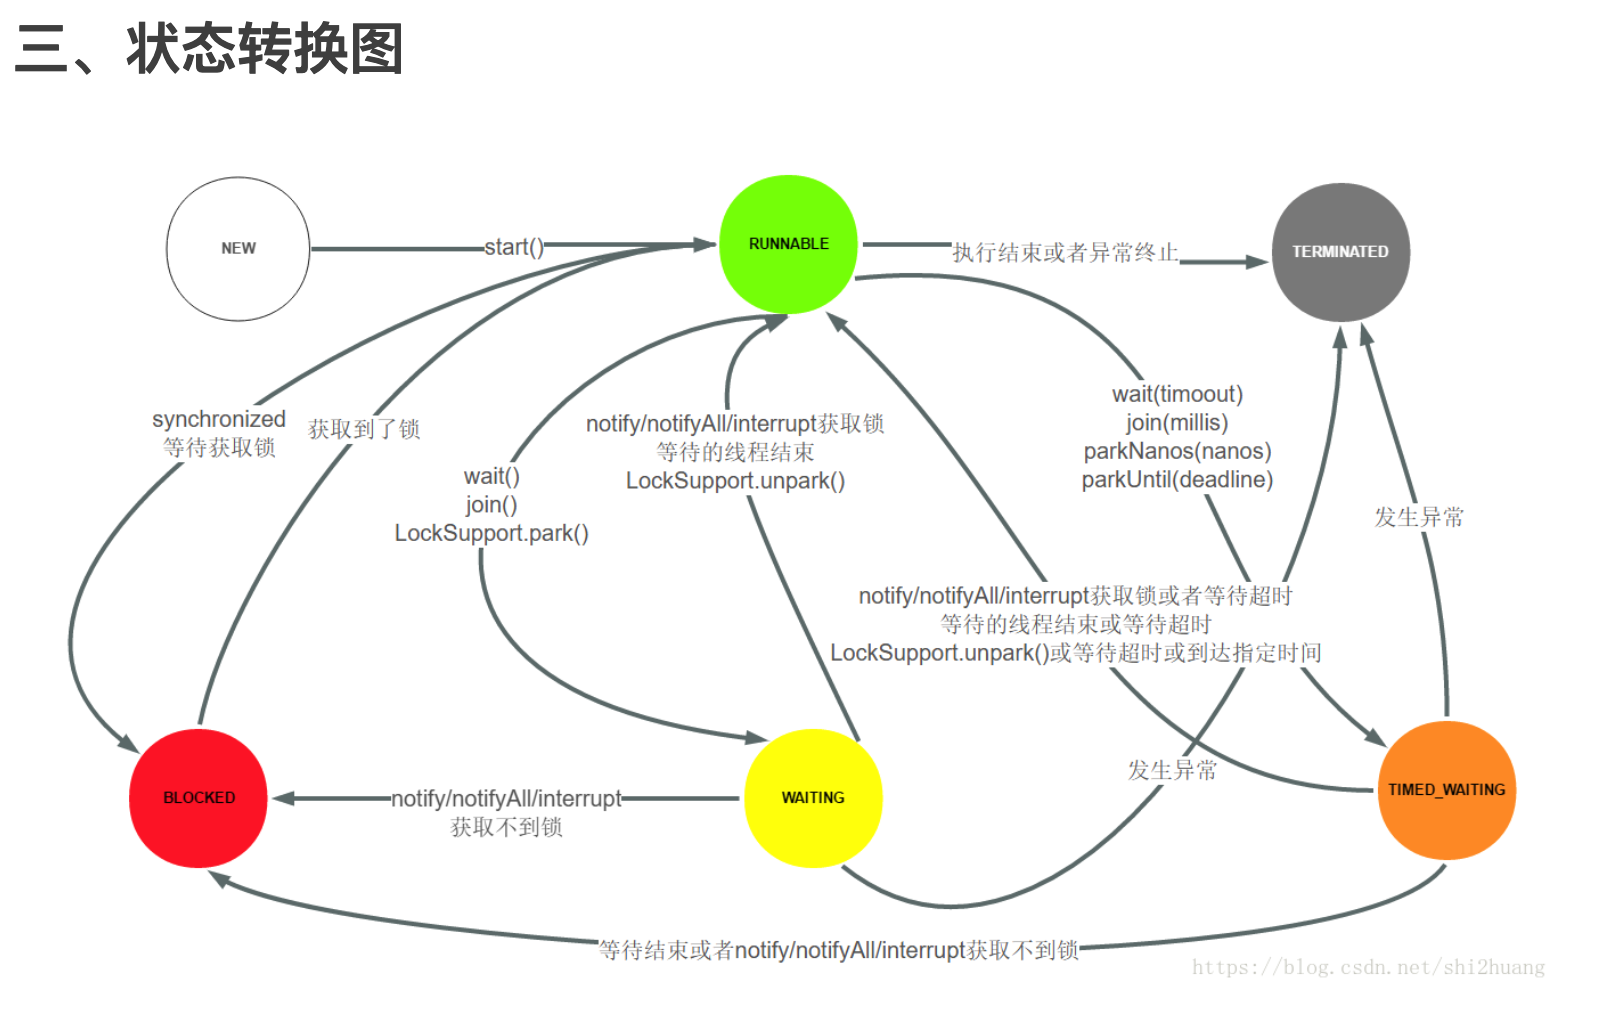 三、状态转换图
NEW
start()
RUNNABLE
执行结束或者异常终止
TERMINATED
synchronized
等待获取锁
获取到了锁
wait()
join()
LockSupport.park()
notify/notifyAll/interrupt获取锁
等待的线程结束
LockSupport.unpark()
wait(timoout)
join(millis)
parkNanos(nanos)
parkUntil(deadline)
发生异常
notify/notifyAll/interrupt获取锁或者等待超时
等待的线程结束或等待超时
LockSupport.unpark()或等待超时或到达指定时间
发生异常
BLOCKED
notify/notifyAll/interrupt
获取不到锁
WAITING
TIMED_WAITING
等待结束或者notify/notifyAll/interrupt获取不到锁
https://blog.csdn.net/shi2huang